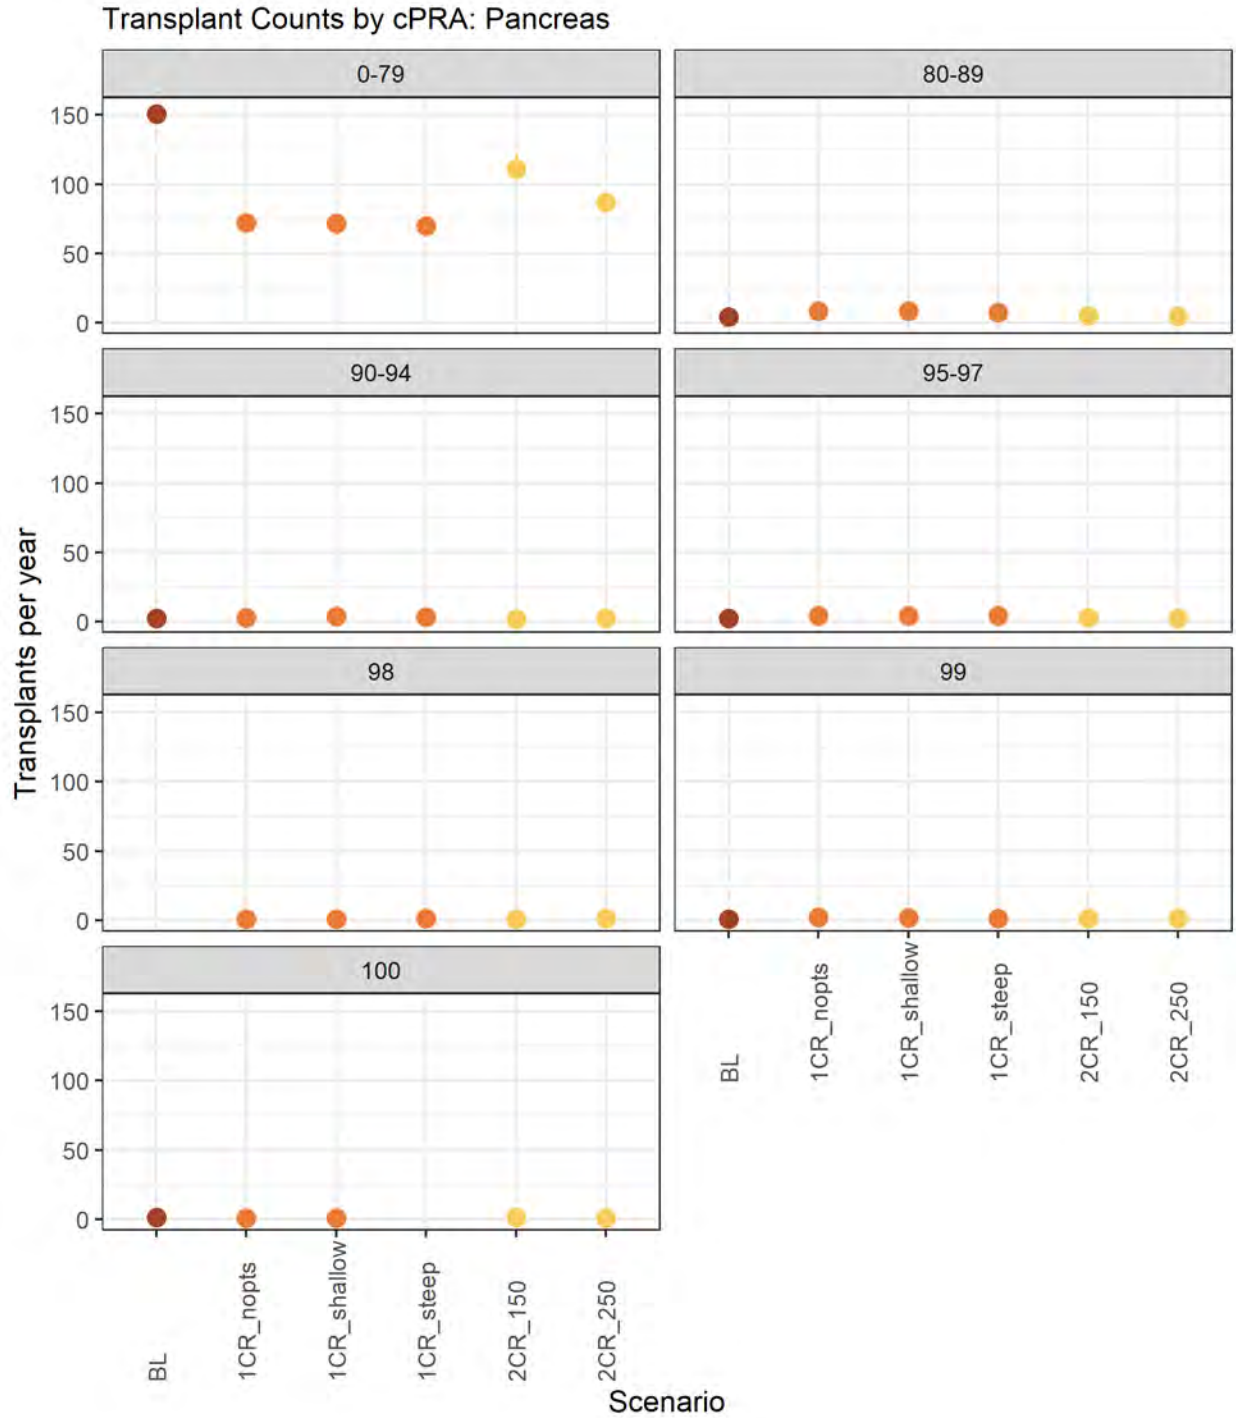 Transplant Counts by cPRA: Pancreas
0-79
80-89
150
100
50
0
90-94
95-97
150
100
50
0
98
99
150
100
50
0
100
150
100
50
0
BL
1CR_nopts
1CR_shallow
1CR_steep
2CR_150
2CR_250
BL
1CR_nopts
1CR_shallow
1CR_steep
2CR_150
2CR_250
Transplants per year
Scenario